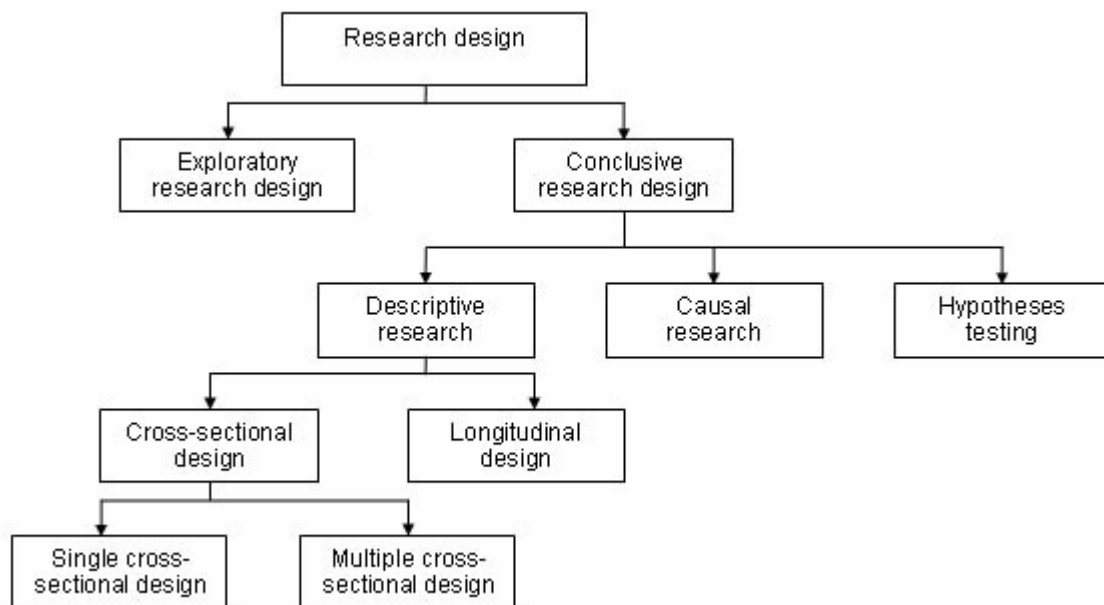 Research design
Exploratory
research design
Conclusive
research design
Descriptive
research
Causal
research
Hypotheses
testing
Cross-sectional
design
Longitudinal
design
Single cross-
sectional design
Multiple cross-
sectional design